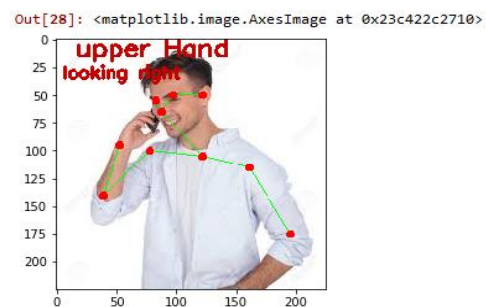 Out[28]: <matplotlib.image.AxesImage at 0x23c422c2710>
upper Hand
looking right
0
25
50
75
100
125
150
175
200
0 50 100 150 200